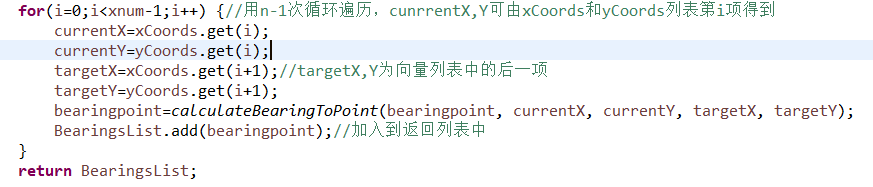 for(i=0;i<xnum-1;i++) {//用n-1次循环遍历，cunrrentX,Y可由xCoords和yCoords列表第i项得到
currentX=xCoords.get(i);
currentY=yCoords.get(i);
targetX=xCoords.get(i+1);//targetX,Y为向量列表中的后一项
targetY=yCoords.get(i+1);
bearingpoint=calculateBearingToPoint(bearingpoint, currentX, currentY, targetX, targetY);
BearingsList.add(bearingpoint);//加入到返回列表中
}
return BearingsList;